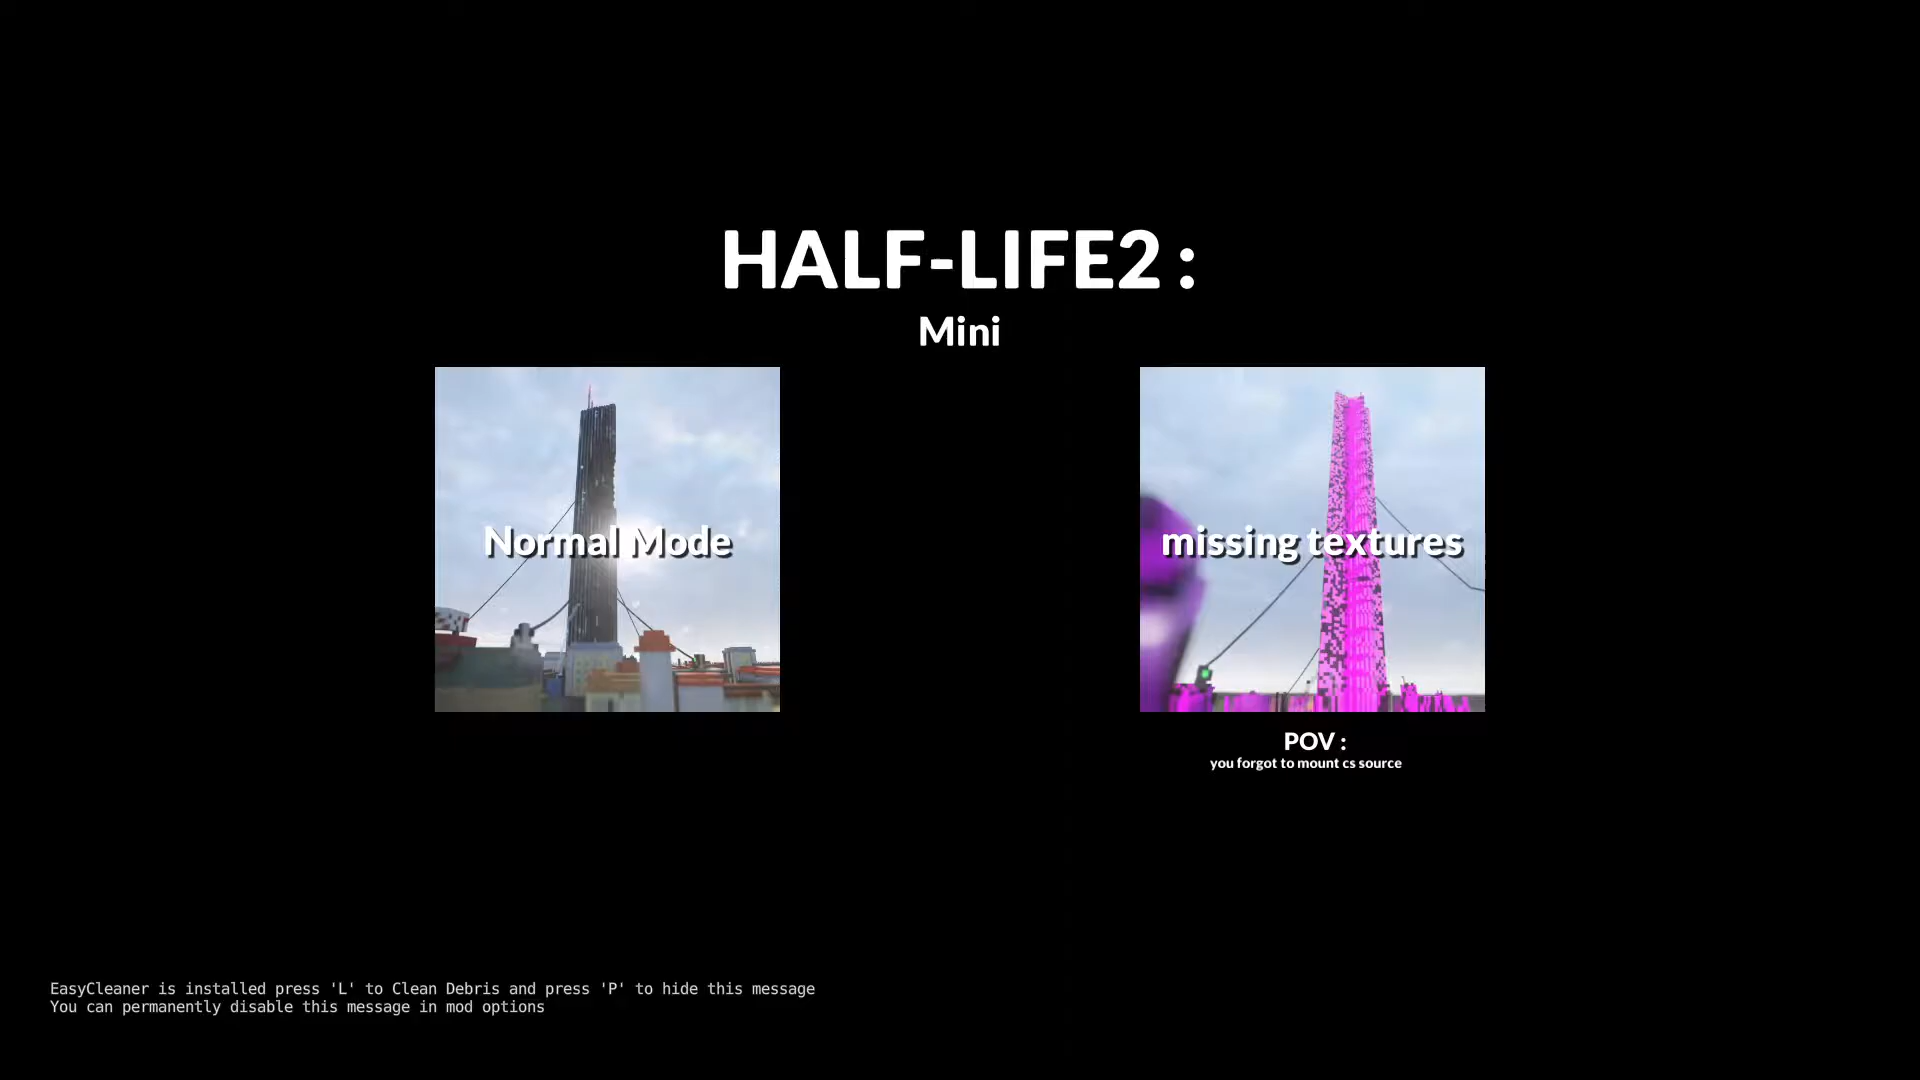 HALF-LIFE2 :
Mini
Normal Mode
missing textures
POV :
you forgot to mount cs source
EasyCleaner is installed press 'L' to Clean Debris and press 'P' to hide this message
You can permanently disable this message in mod options